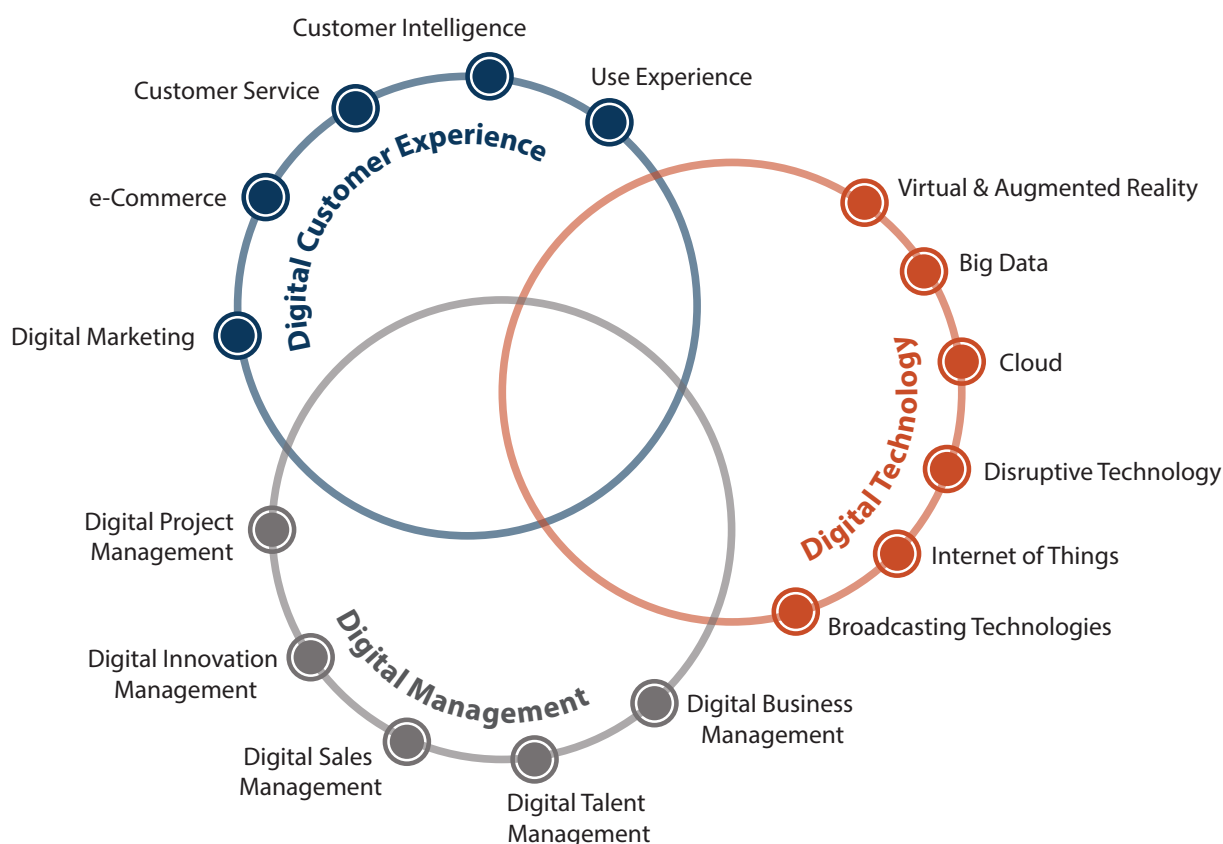 Customer Intelligence
Use Experience
Customer Service
e-Commerce
Digital Marketing
Digital Customer Experience
Virtual & Augmented Reality
Big Data
Cloud
Disruptive Technology
Internet of Things
Broadcasting Technologies
Digital Technology
Digital Project
Management
Digital Innovation
Management
Digital Sales
Management
Digital Talent
Management
Digital Business
Management
Digital Management